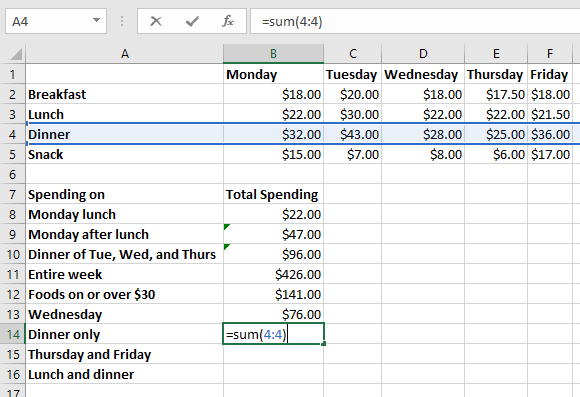 A4 =sum(4:4)
A B C D E F
1 Monday Tuesday Wednesday Thursday Friday
2 Breakfast $18.00 $20.00 $18.00 $17.50 $18.00
3 Lunch $22.00 $30.00 $22.00 $22.00 $21.50
4 Dinner $32.00 $43.00 $28.00 $25.00 $36.00
5 Snack $15.00 $7.00 $8.00 $6.00 $17.00
6
7 Spending on Total Spending
8 Monday lunch $22.00
9 Monday after lunch $47.00
10 Dinner of Tue, Wed, and Thurs $96.00
11 Entire week $426.00
12 Foods on or over $30 $141.00
13 Wednesday $76.00
14 Dinner only =sum(4:4)
15 Thursday and Friday
16 Lunch and dinner
17